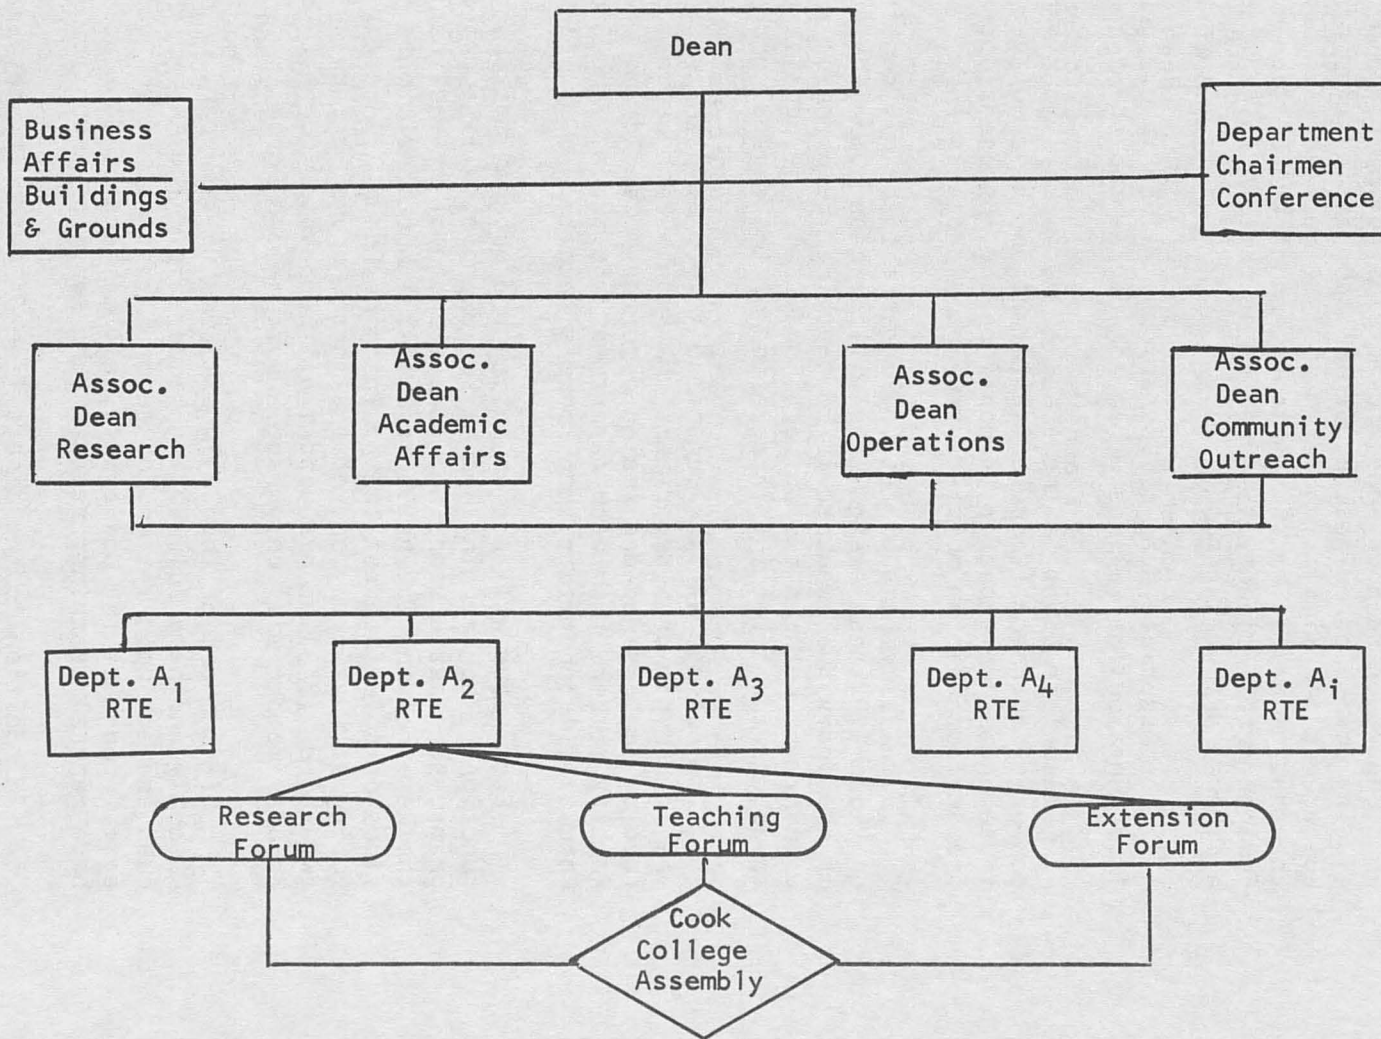 Dean
Business
Affairs
Buildings
& Grounds
Department
Chairmen
Conference
Assoc.
Dean
Research
Assoc.
Dean
Academic
Affairs
Assoc.
Dean
Operations
Assoc.
Dean
Community
Outreach
Dept. A1
RTE
Dept. A2
RTE
Dept. A3
RTE
Dept. A4
RTE
Dept. Ai
RTE
Research
Forum
Teaching
Forum
Extension
Forum
Cook
College
Assembly